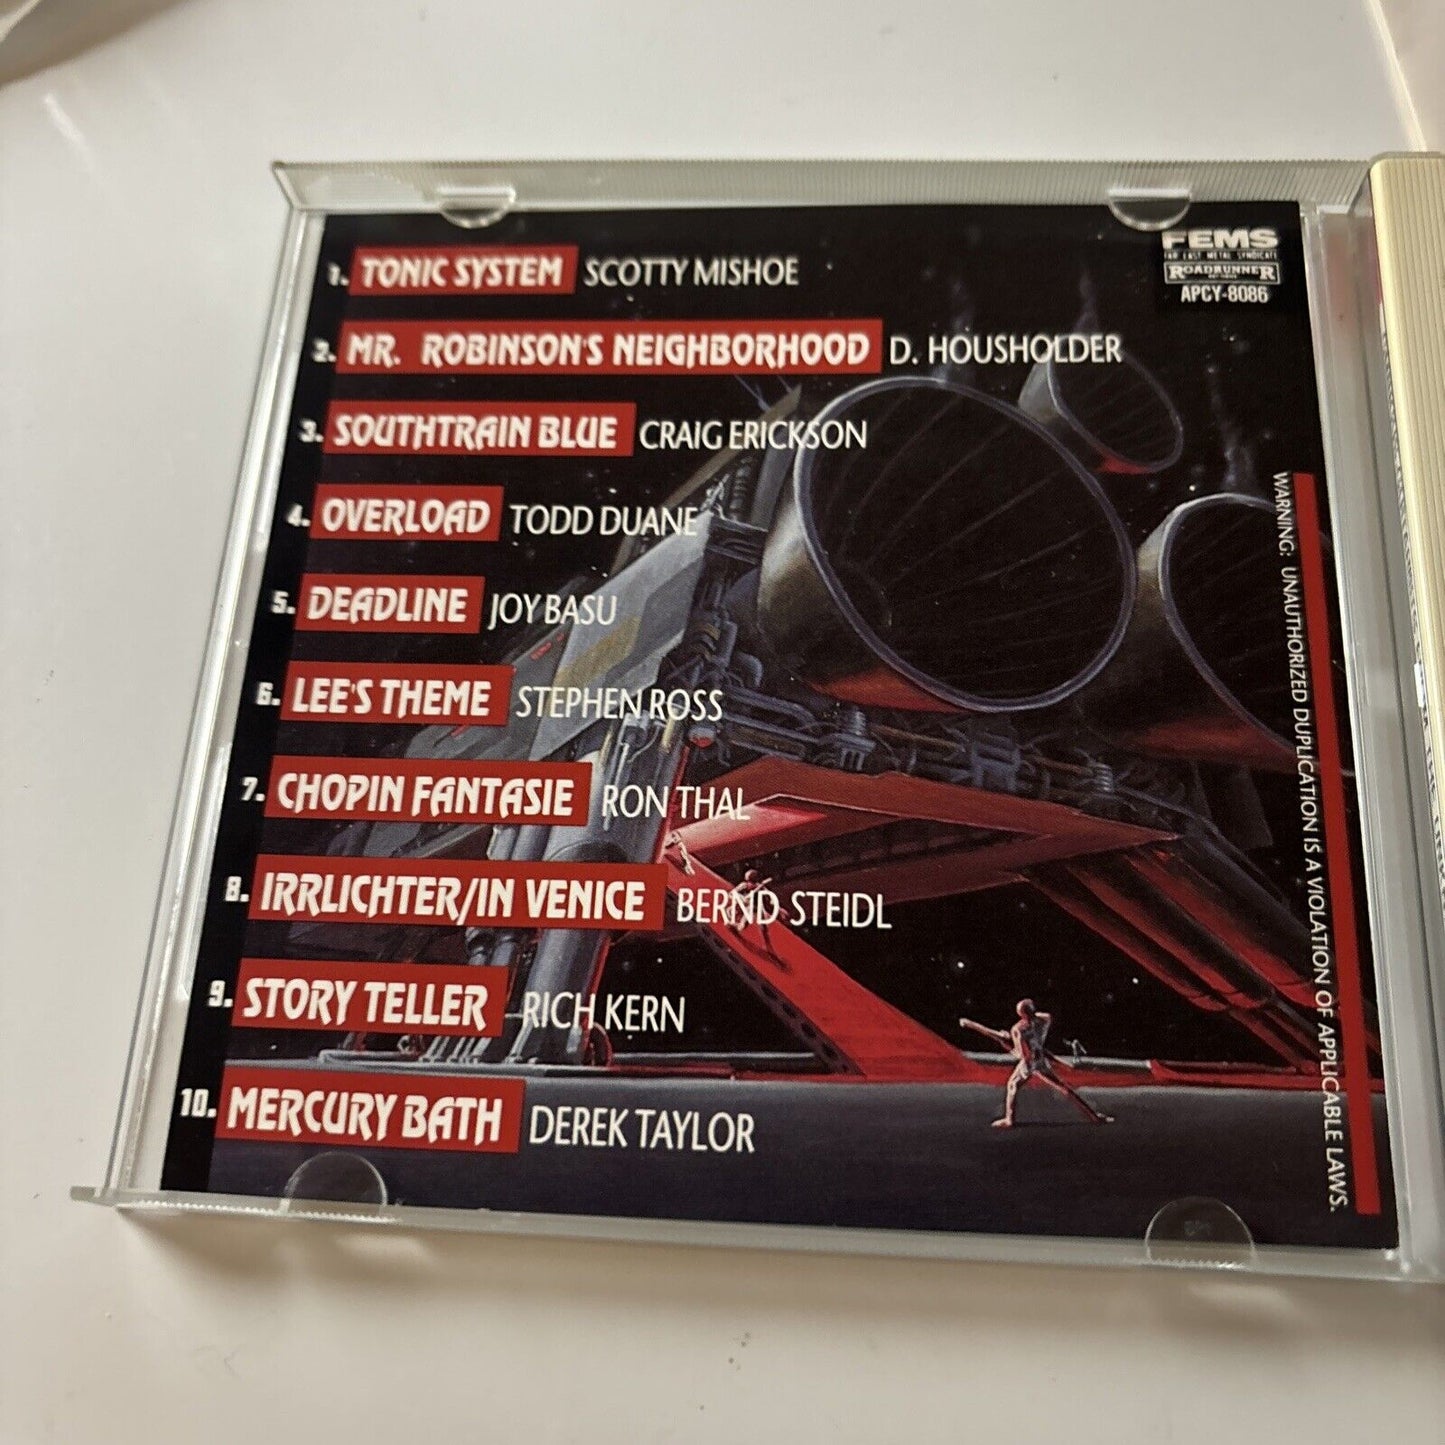 1. TONIC SYSTEM SCOTTY MISHOE
2. MR. ROBINSON'S NEIGHBORHOOD D. HOUSHOLDER
3. SOUTHTRAIN BLUE CRAIG ERICKSON
4. OVERLOAD TODD DUANE
5. DEADLINE JOY BASU
6. LEE'S THEME STEPHEN ROSS
7. CHOPIN FANTASIE RON THAL
8. IRRLICHTER/IN VENICE BERND STEIDL
9. STORY TELLER RICH KERN
10. MERCURY BATH DEREK TAYLOR
FEMS
FAR EAST METAL SYNDICATE
ROADRUNNER
APCY-8086
WARNING: UNAUTHORIZED DUPLICATION IS A VIOLATION OF APPLICABLE LAWS.